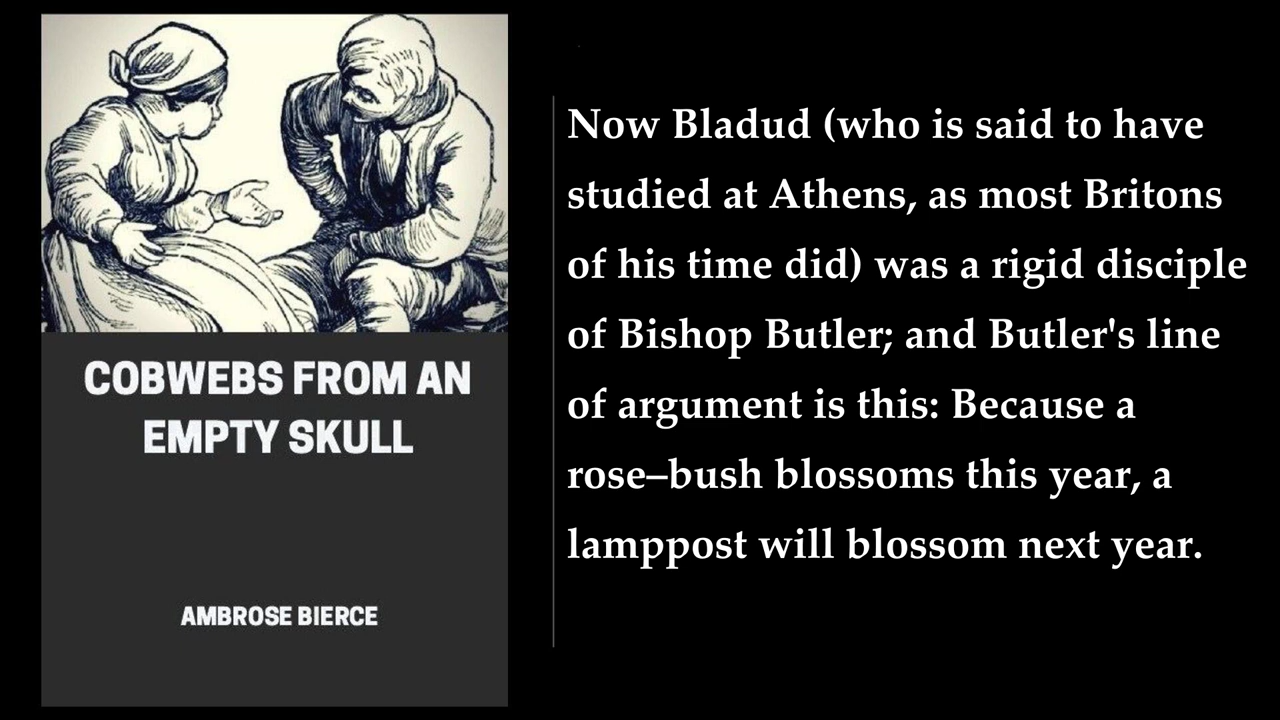 COBWEBS FROM AN
EMPTY SKULL
AMBROSE BIERCE
Now Bladud (who is said to have
studied at Athens, as most Britons
of his time did) was a rigid disciple
of Bishop Butler; and Butler's line
of argument is this: Because a
rose–bush blossoms this year, a
lamppost will blossom next year.